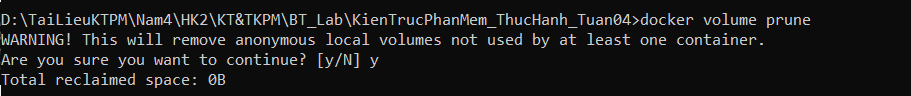 D:\TaiLieuKTPM\Nam4\HK2\KT&TKPM\BT_Lab\KienTrucPhanMem_ThucHanh_Tuan04>docker volume prune
WARNING! This will remove anonymous local volumes not used by at least one container.
Are you sure you want to continue? [y/N] y
Total reclaimed space: 0B